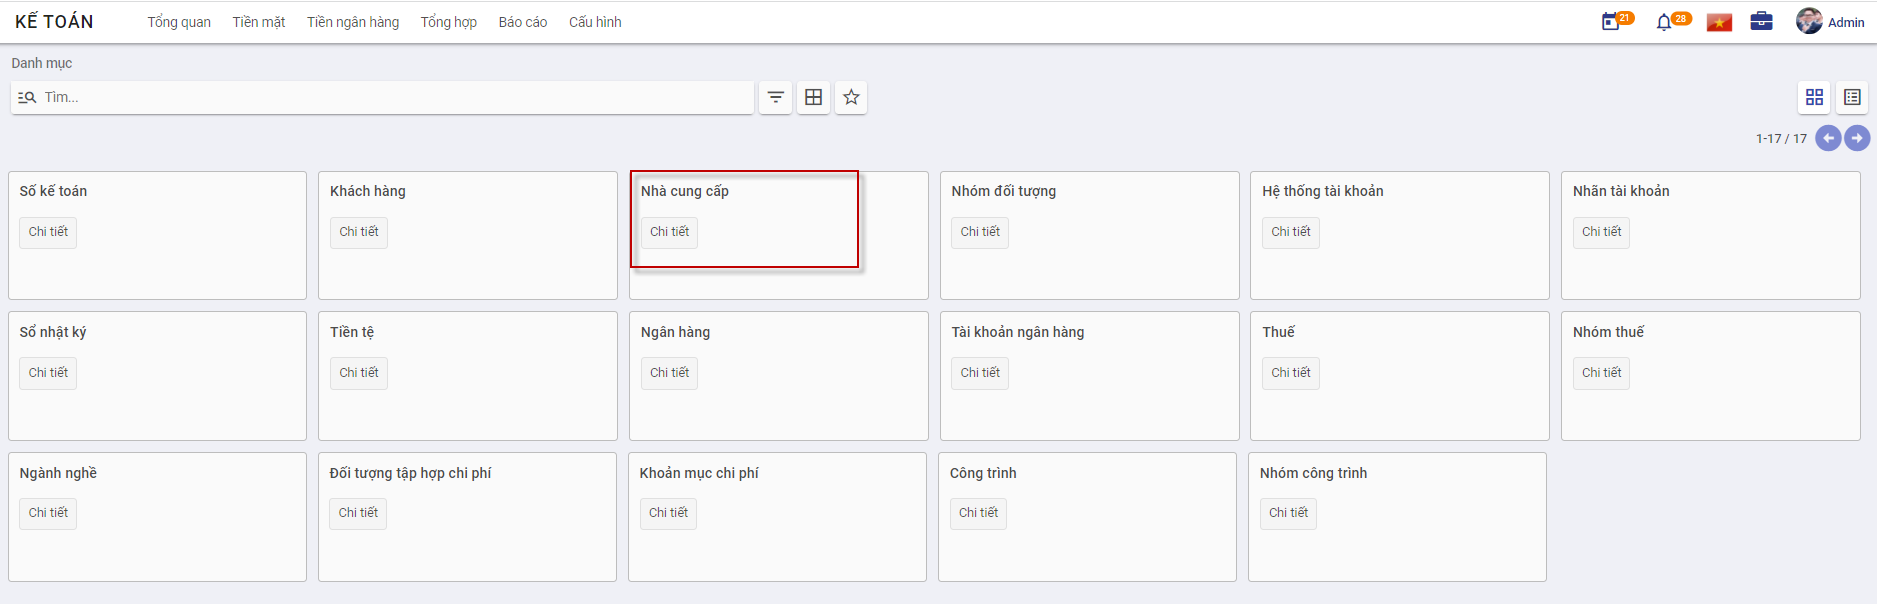 KẾ TOÁN Tổng quan Tiền mặt Tiền ngân hàng Tổng hợp Báo cáo Cấu hình 21 28 Admin
Danh mục
Tìm...
1-17 / 17
Số kế toán Khách hàng Nhà cung cấp Nhóm đối tượng Hệ thống tài khoản Nhãn tài khoản
Chi tiết Chi tiết Chi tiết Chi tiết Chi tiết Chi tiết
Sổ nhật ký Tiền tệ Ngân hàng Tài khoản ngân hàng Thuế Nhóm thuế
Chi tiết Chi tiết Chi tiết Chi tiết Chi tiết Chi tiết
Ngành nghề Đối tượng tập hợp chi phí Khoản mục chi phí Công trình Nhóm công trình
Chi tiết Chi tiết Chi tiết Chi tiết Chi tiết